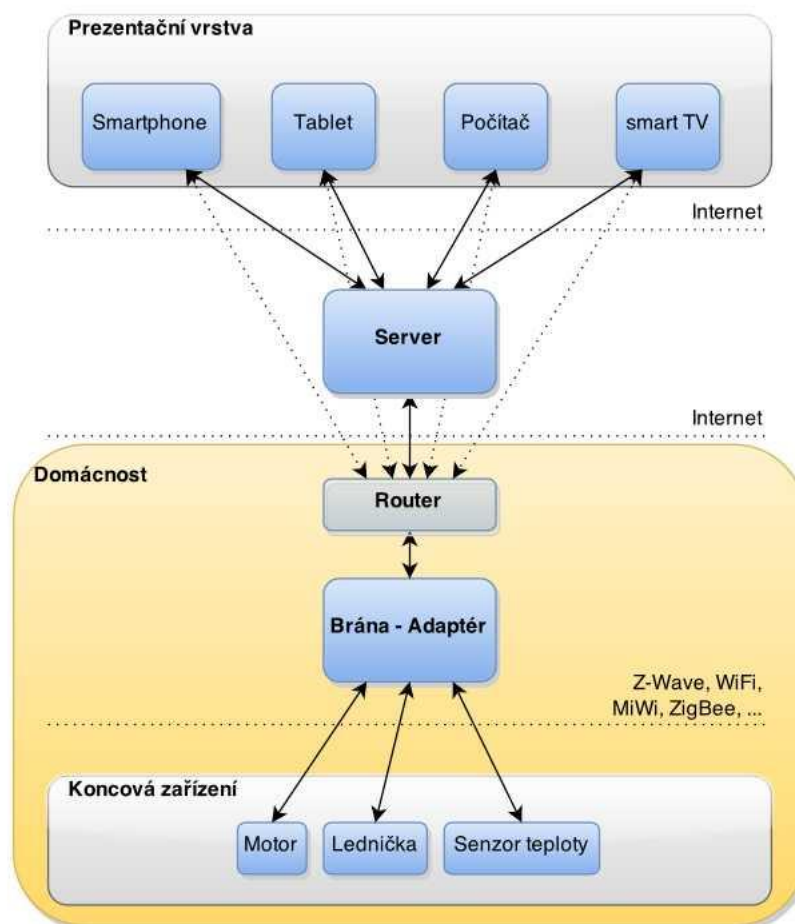 Prezentační vrstva
Smartphone
Tablet
Počítač
smart TV
Internet
Server
Internet
Domácnost
Router
Brána - Adaptér
Z-Wave, WiFi,
MiWi, ZigBee, ...
Koncová zařízení
Motor
Lednička
Senzor teploty